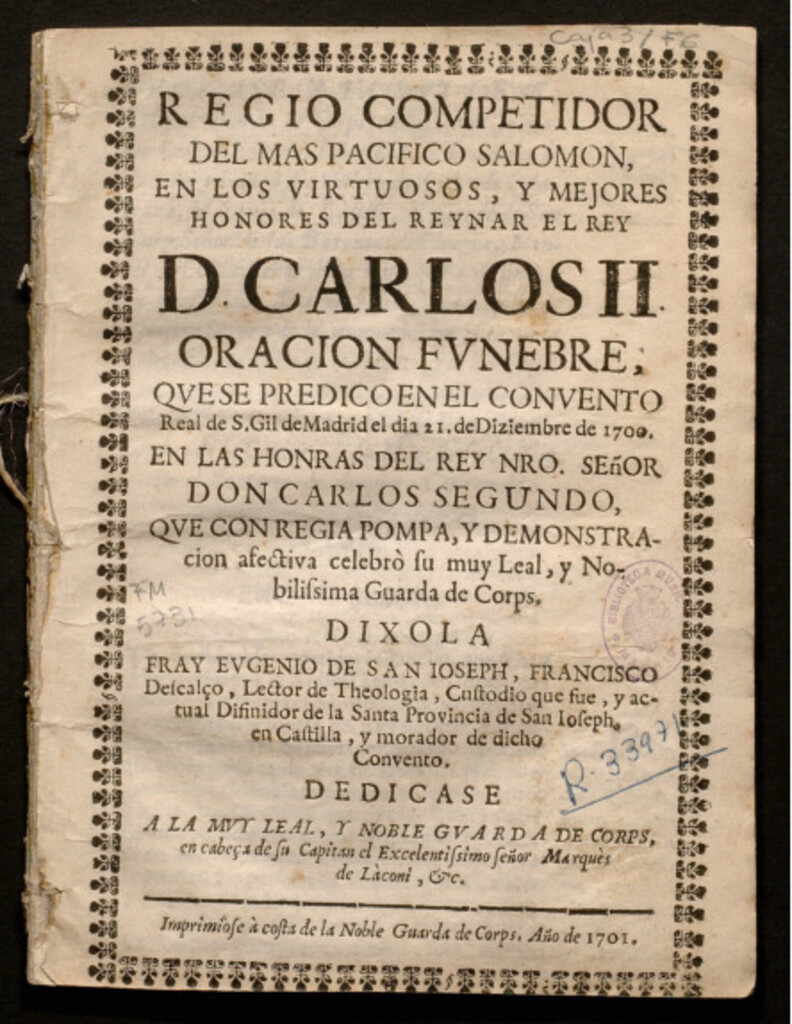 Caja 3/F6
REGIO COMPETIDOR
DEL MAS PACIFICO SALOMON,
EN LOS VIRTUOSOS, Y MEJORES
HONORES DEL REYNAR EL REY
D. CARLOS II.
ORACION FVNEBRE,
QVE SE PREDICO EN EL CONVENTO
Real de S. Gil de Madrid el dia 21. de Diziembre de 1700.
EN LAS HONRAS DEL REY NRO. SEñOR
DON CARLOS SEGUNDO,
QVE CON REGIA POMPA, Y DEMONSTRA-
cion afectiva celebrò ſu muy Leal, y No-
biliſsima Guarda de Corps.
FM
5731
BIBLIOTECA
DIXOLA
FRAY EVGENIO DE SAN IOSEPH, FRANCISCO
Deſcalço, Lector de Theologia, Cuſtodio que fue, y ac-
tual Difinidor de la Santa Provincia de San Ioſeph,
en Caſtilla, y morador de dicho
Convento.
R. 33971
DEDICASE
A LA MVY LEAL, Y NOBLE GVARDA DE CORPS,
en cabeça de ſu Capitan el Excelentiſsimo ſeñor Marquès
de Làconi, &c.
Imprimioſe à coſta de la Noble Guarda de Corps. Año de 1701.